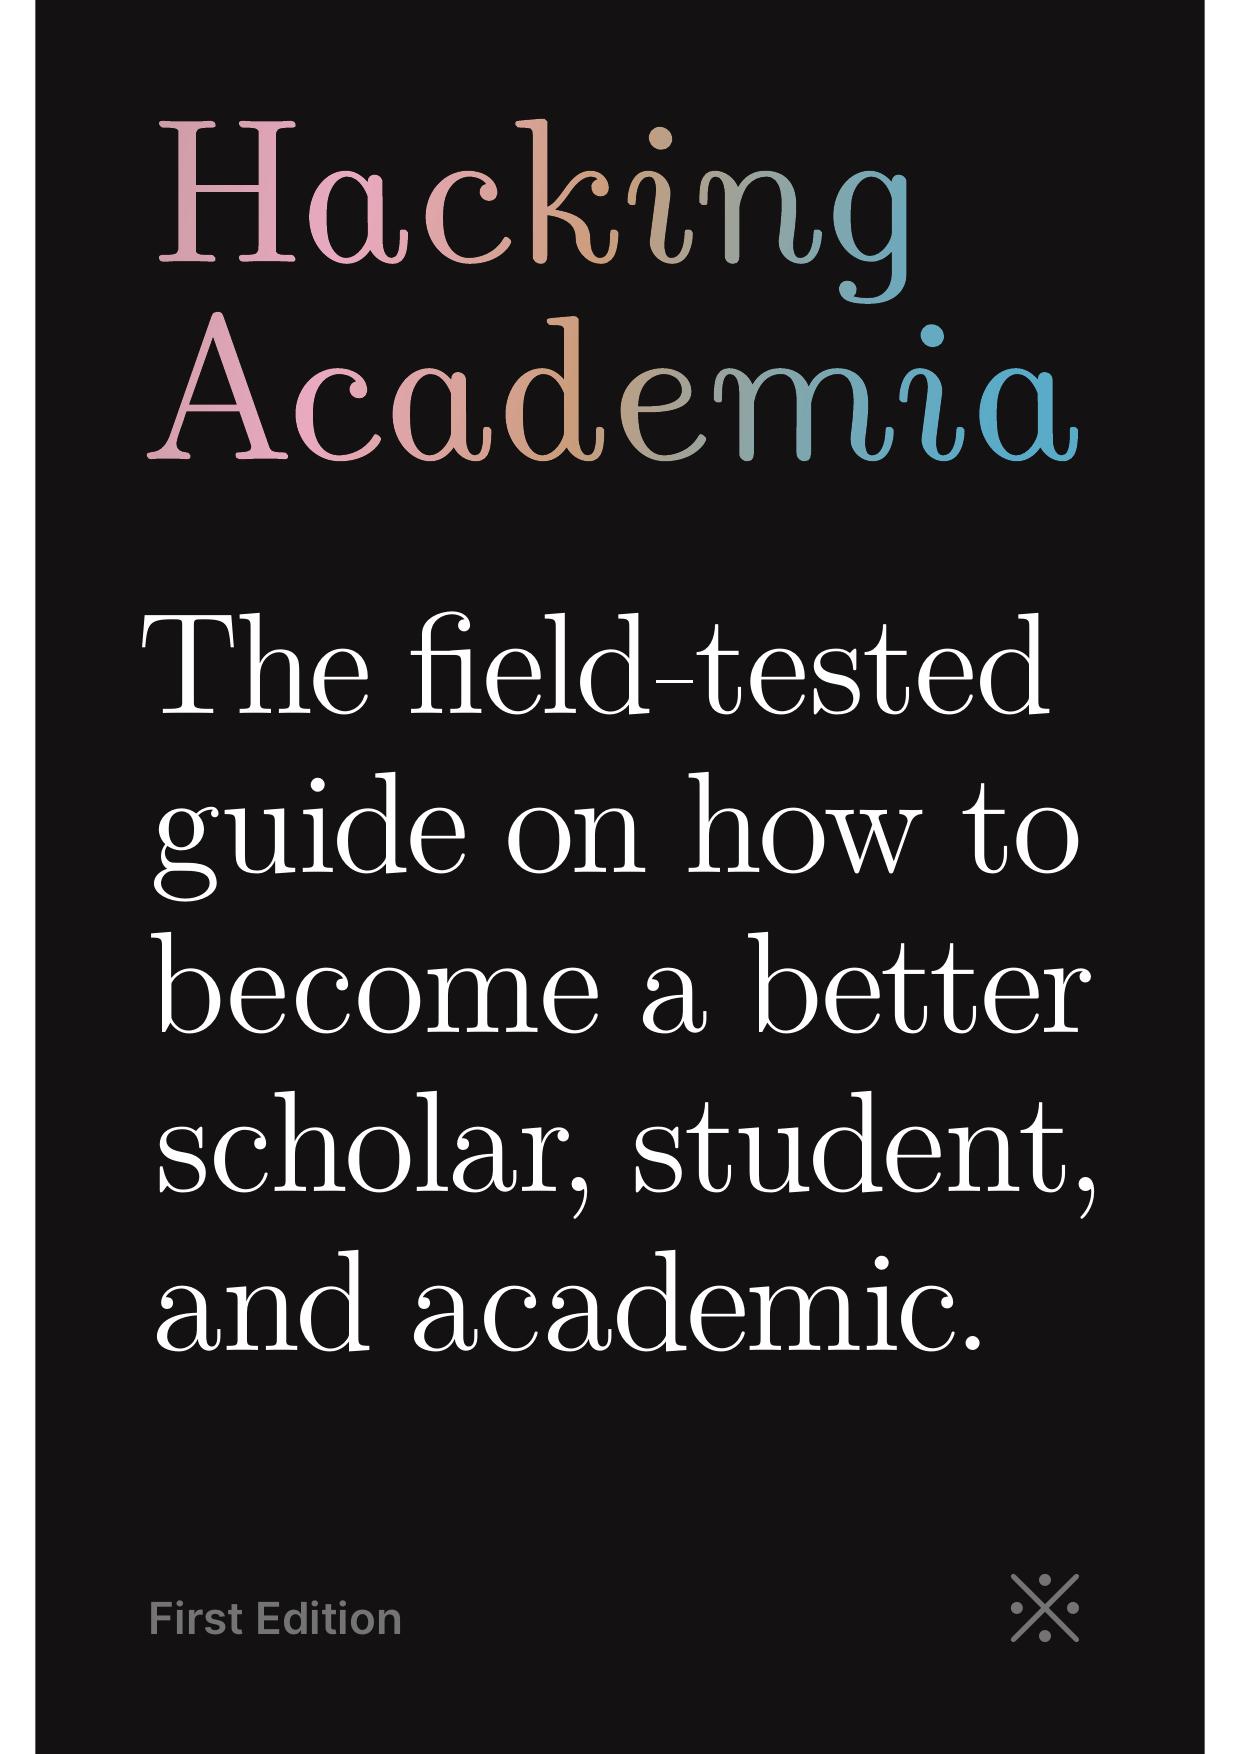 Hacking
Academia
The field-tested
guide on how to
become a better
scholar, student,
and academic.
First Edition
※